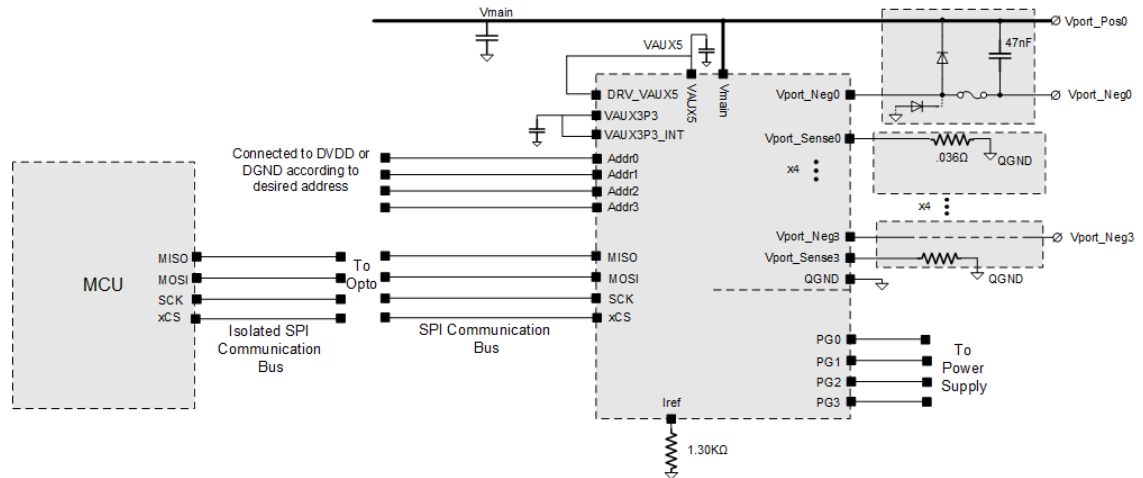 Vmain
Vport_Pos0
VAUX5
47nF
DRV_VAUX5
VAUX5
Vmain
Vport_Neg0
Vport_Neg0
VAUX3P3
VAUX3P3_INT
Vport_Sense0
.036Ω
QGND
Connected to DVDD or
DGND according to
desired address
Addr0
Addr1
Addr2
Addr3
x4
x4
Vport_Neg3
Vport_Neg3
Vport_Sense3
QGND
QGND
MCU
MISO
MOSI
SCK
xCS
To
Opto
MISO
MOSI
SCK
xCS
Isolated SPI
Communication
Bus
SPI Communication
Bus
PG0
PG1
PG2
PG3
To
Power
Supply
Iref
1.30KΩ